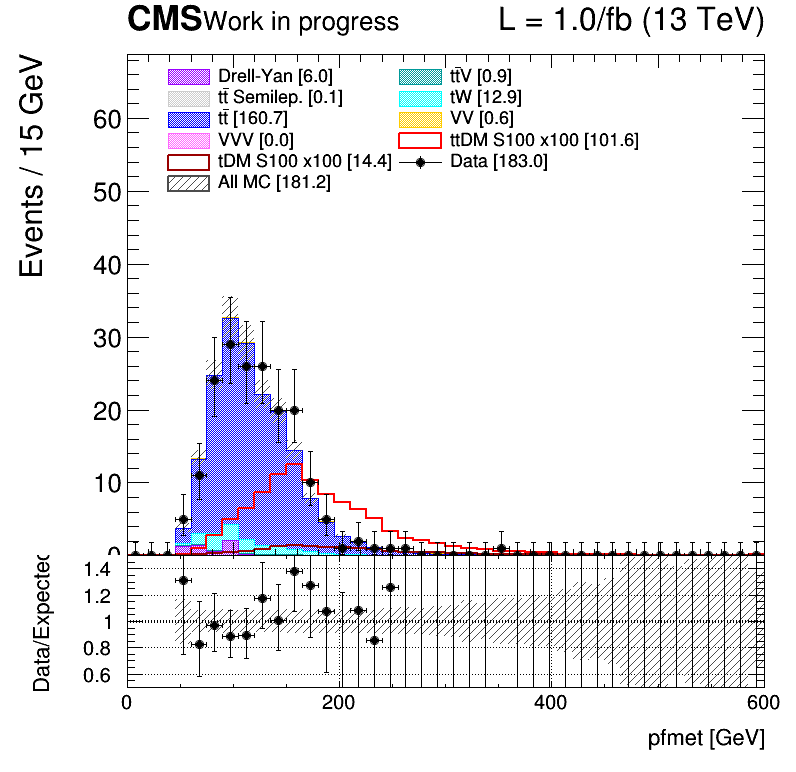 CMS Work in progress L = 1.0/fb (13 TeV)
Events / 15 GeV
Drell-Yan [6.0] tt̄V [0.9]
tt̄ Semilep. [0.1] tW [12.9]
tt̄ [160.7] VV [0.6]
VVV [0.0] ttDM S100 x100 [101.6]
tDM S100 x100 [14.4] Data [183.0]
All MC [181.2]
60
50
40
30
20
10
0
Data/Expected
1.4
1.2
1
0.8
0.6
0 200 400 600
pfmet [GeV]